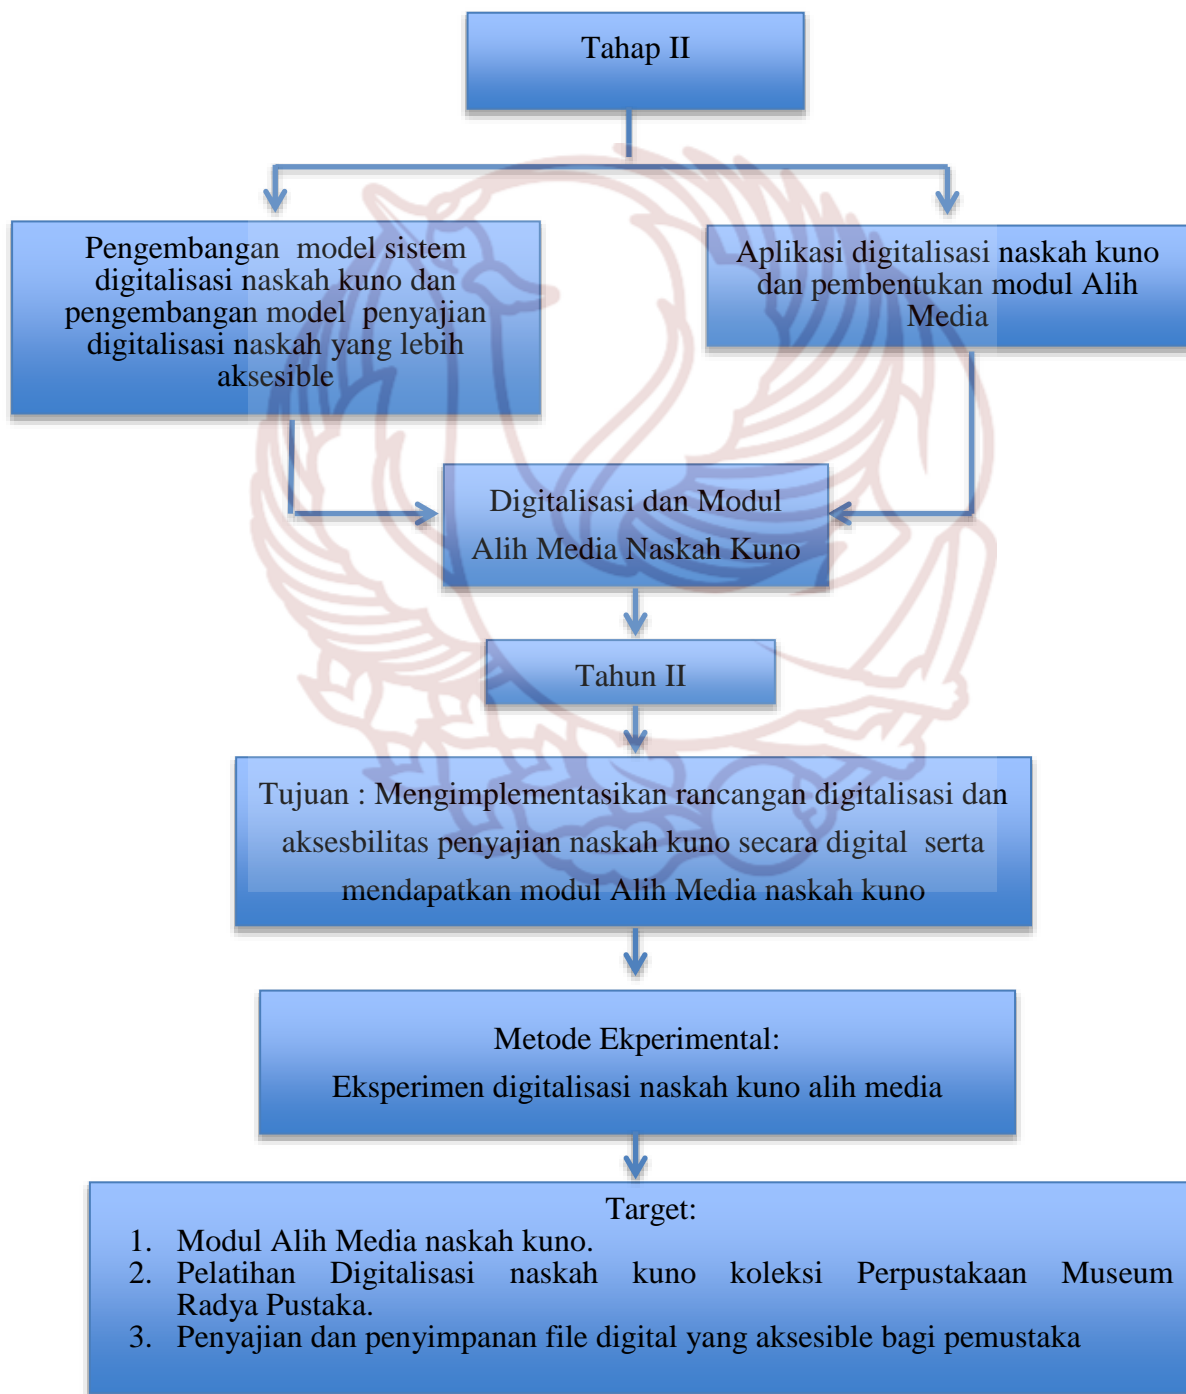 Tahap II
Pengembangan model sistem
digitalisasi naskah kuno dan
pengembangan model penyajian
digitalisasi naskah yang lebih
aksesible
Aplikasi digitalisasi naskah kuno
dan pembentukan modul Alih
Media
Digitalisasi dan Modul
Alih Media Naskah Kuno
Tahun II
Tujuan : Mengimplementasikan rancangan digitalisasi dan
aksesbilitas penyajian naskah kuno secara digital serta
mendapatkan modul Alih Media naskah kuno
Metode Ekperimental:
Eksperimen digitalisasi naskah kuno alih media
Target:
1. Modul Alih Media naskah kuno.
2. Pelatihan Digitalisasi naskah kuno koleksi Perpustakaan Museum
Radya Pustaka.
3. Penyajian dan penyimpanan file digital yang aksesible bagi pemustaka